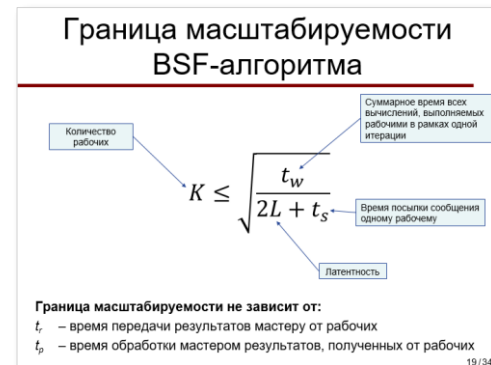 Граница масштабируемости
BSF-алгоритма
Суммарное время всех
вычислений, выполняемых
рабочими в рамках одной
итерации
Количество
рабочих
K ≤ √(t_w / (2L + t_s))
Время посылки сообщения
одному рабочему
Латентность
Граница масштабируемости не зависит от:
t_r – время передачи результатов мастеру от рабочих
t_p – время обработки мастером результатов, полученных от рабочих
19/34